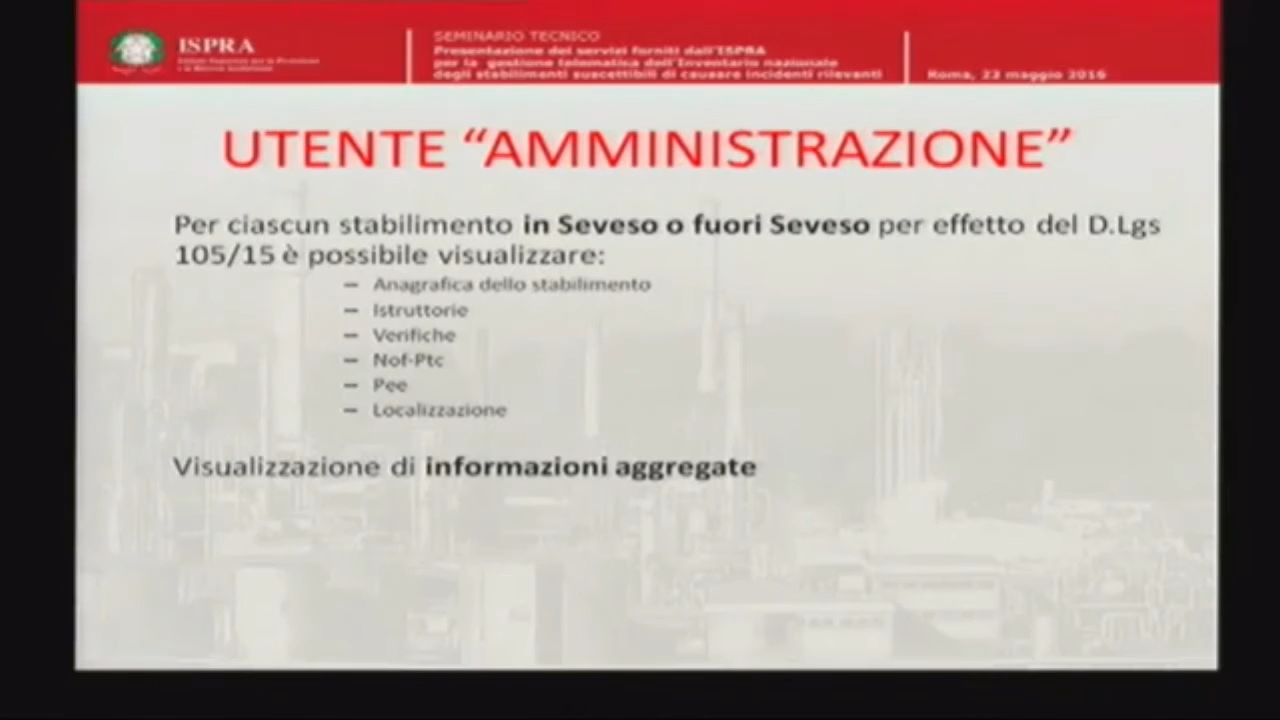 ISPRA
SEMINARIO TECNICO
Presentazione dei servizi forniti dall'ISPRA
per la gestione telematica dell'Inventario nazionale
degli stabilimenti suscettibili di causare incidenti rilevanti
Roma, 23 maggio 2016
UTENTE “AMMINISTRAZIONE”
Per ciascun stabilimento in Seveso o fuori Seveso per effetto del D.Lgs
105/15 è possibile visualizzare:
– Anagrafica dello stabilimento
– Istruttorie
– Verifiche
– Nof-Ptc
– Pee
– Localizzazione
Visualizzazione di informazioni aggregate